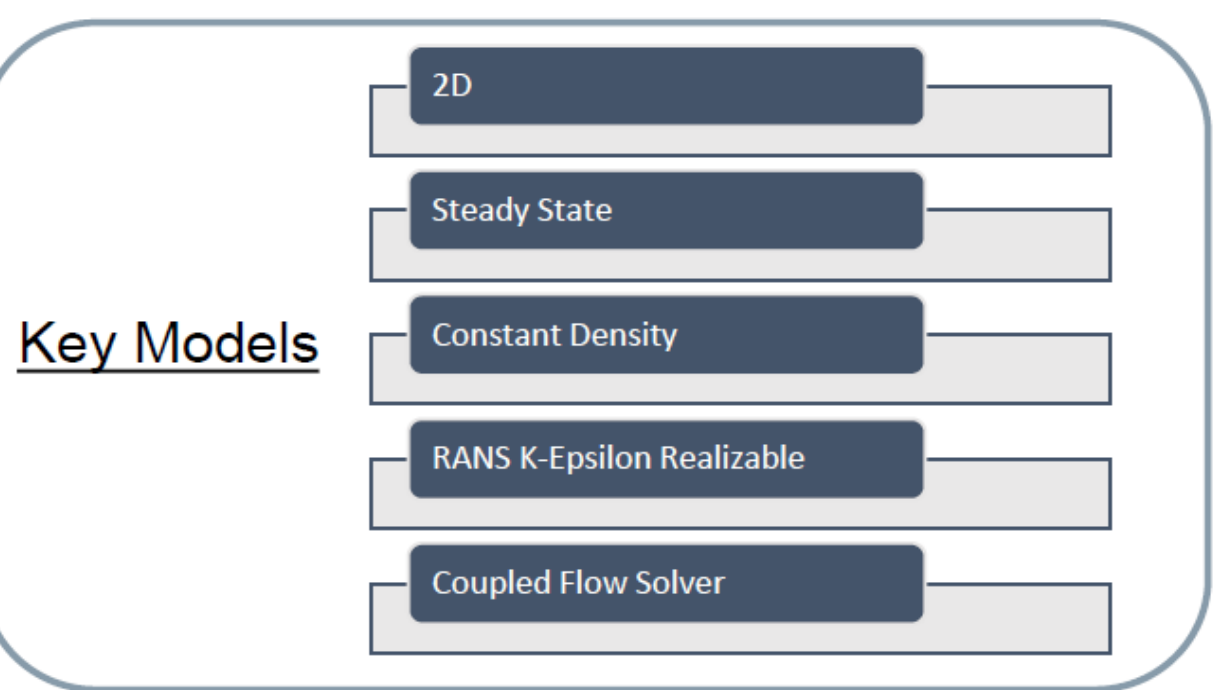 Key Models
2D
Steady State
Constant Density
RANS K-Epsilon Realizable
Coupled Flow Solver